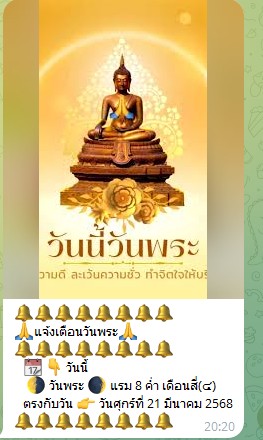 วันนี้วันพระ
ความดี ละเว้นความชั่ว ทำจิตใจให้บริ
🔔🔔🔔🔔🔔🔔🔔
🙏แจ้งเตือนวันพระ🙏
🔔🔔🔔🔔🔔🔔🔔
📆 👇 วันนี้
🌗 วันพระ 🌘 แรม 8 ค่ำ เดือนสี่(๔)
ตรงกับวัน 👉 วันศุกร์ที่ 21 มีนาคม 2568
🔔🔔🔔🔔🔔🔔🔔
20:20